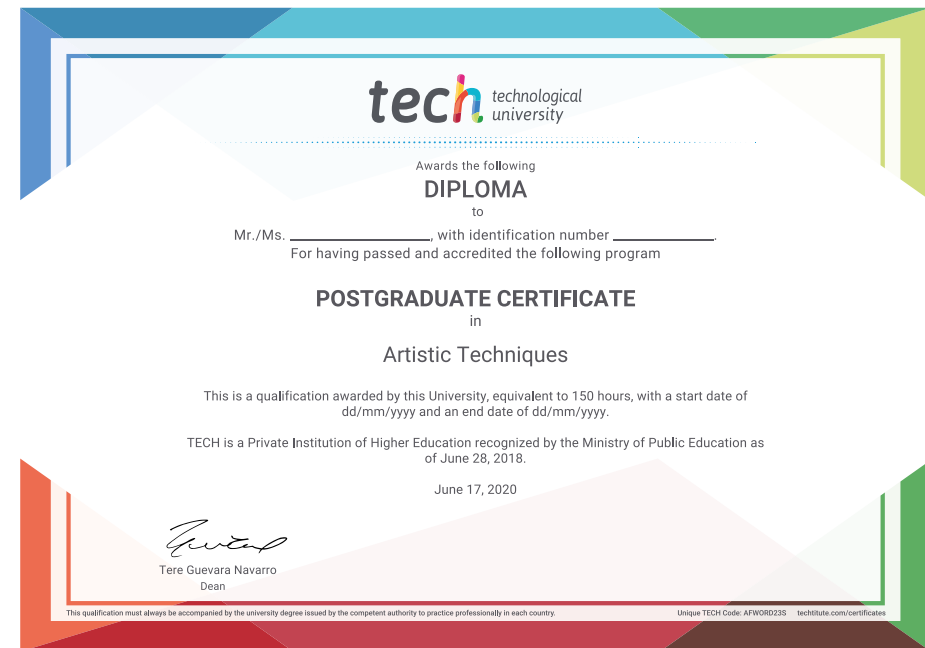 tech technological
university
Awards the following
DIPLOMA
to
Mr./Ms. ____________, with identification number ____________.
For having passed and accredited the following program
POSTGRADUATE CERTIFICATE
in
Artistic Techniques
This is a qualification awarded by this University, equivalent to 150 hours, with a start date of
dd/mm/yyyy and an end date of dd/mm/yyyy.
TECH is a Private Institution of Higher Education recognized by the Ministry of Public Education as
of June 28, 2018.
June 17, 2020
Tere Guevara Navarro
Dean
This qualification must always be accompanied by the university degree issued by the competent authority to practice professionally in each country.
Unique TECH Code: AFWORD23S techtitute.com/certificates